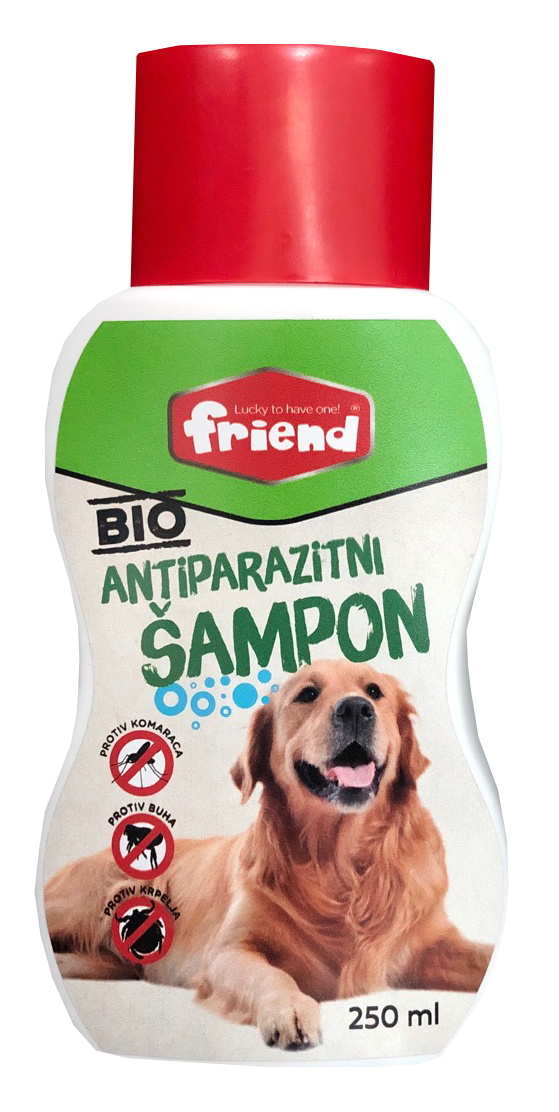 Lucky to have one! ®
friend
BIO
ANTiPARAZiTNI
ŠAMPON
PROTIV KOMARACA
PROTIV BUHA
PROTIV KRPELJA
250 ml